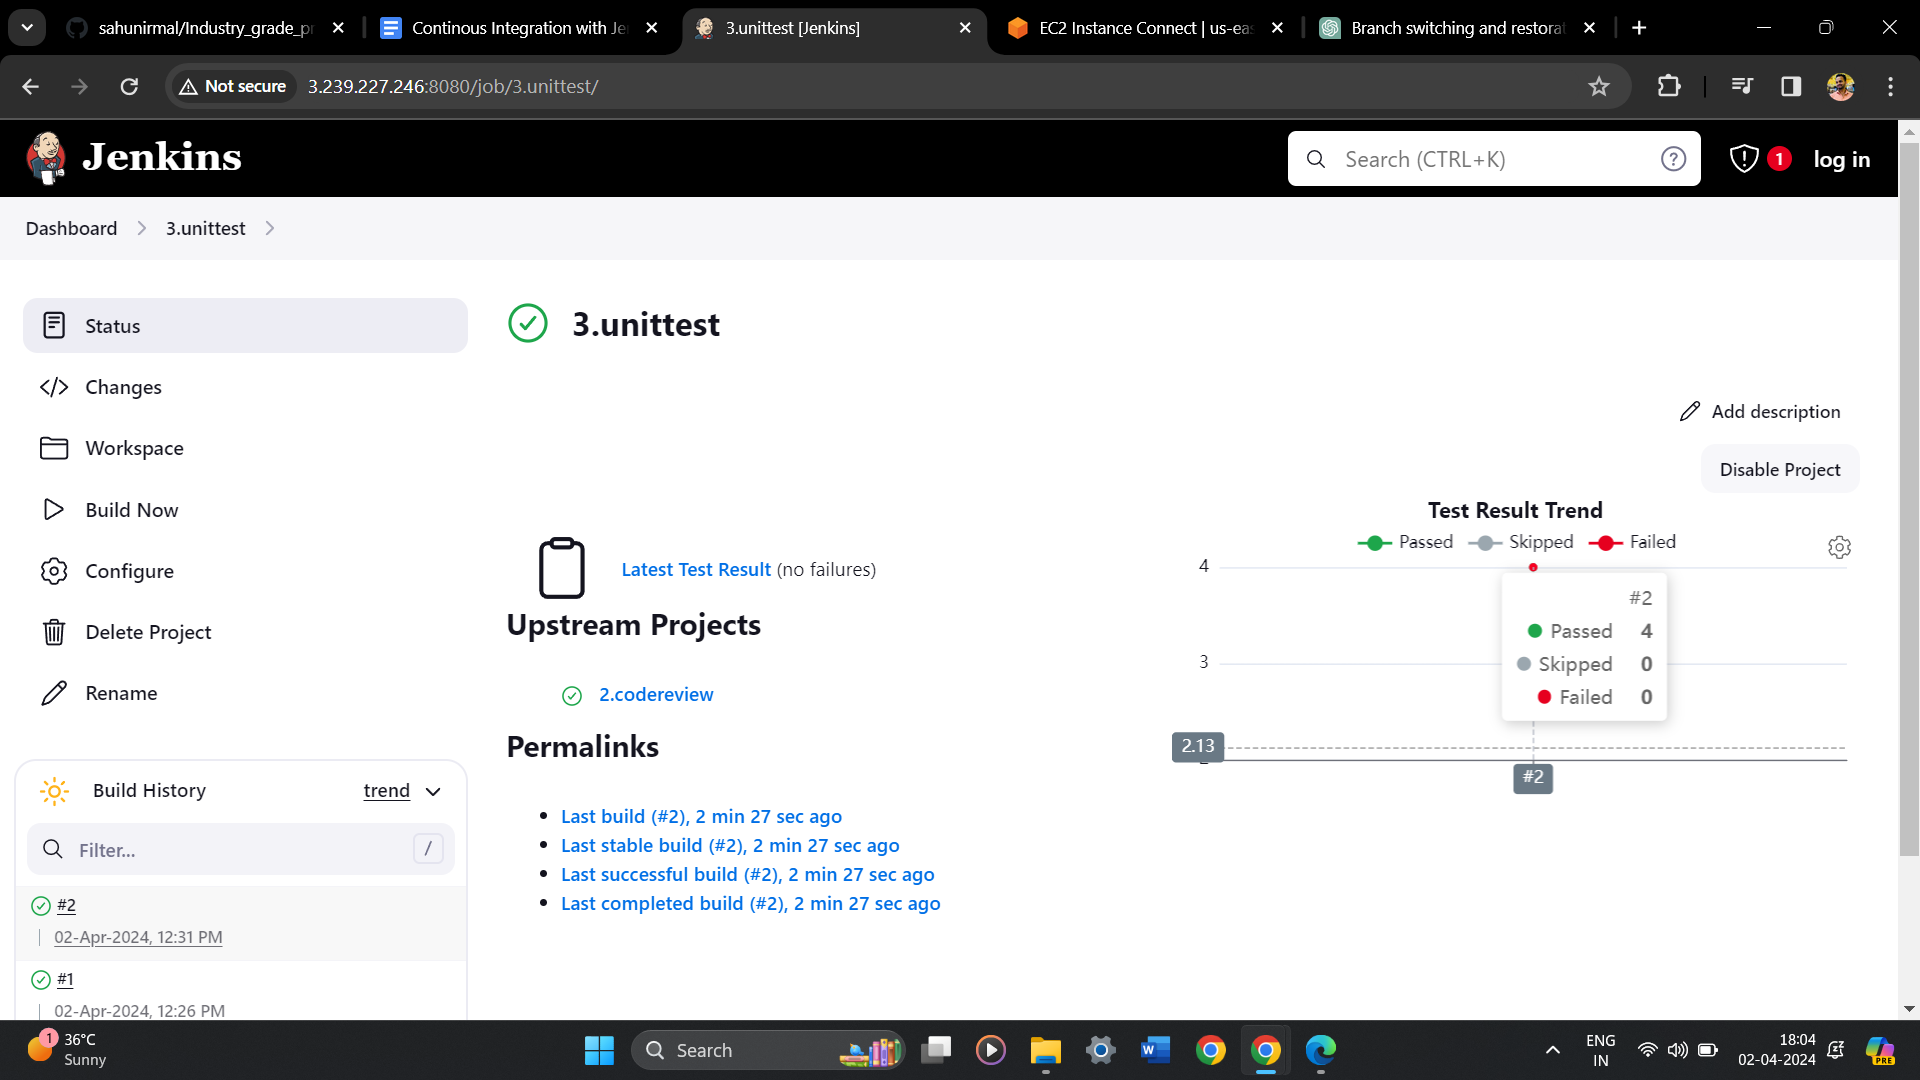 sahunirmal/Industry_grade_pr
Continous Integration with Je
3.unittest [Jenkins]
EC2 Instance Connect | us-eas
Branch switching and restorat
Not secure
3.239.227.246:8080/job/3.unittest/
Jenkins
Search (CTRL+K)
1
log in
Dashboard
3.unittest
Status
Changes
Workspace
Build Now
Configure
Delete Project
Rename
Build History
trend
Filter...
/
#2
02-Apr-2024, 12:31 PM
#1
02-Apr-2024, 12:26 PM
3.unittest
Add description
Disable Project
Latest Test Result (no failures)
Upstream Projects
2.codereview
Permalinks
Last build (#2), 2 min 27 sec ago
Last stable build (#2), 2 min 27 sec ago
Last successful build (#2), 2 min 27 sec ago
Last completed build (#2), 2 min 27 sec ago
Test Result Trend
Passed Skipped Failed
4
3
2.13
#2
#2
Passed 4
Skipped 0
Failed 0
1
36°C
Sunny
Search
ENG
IN
18:04
02-04-2024
PRE